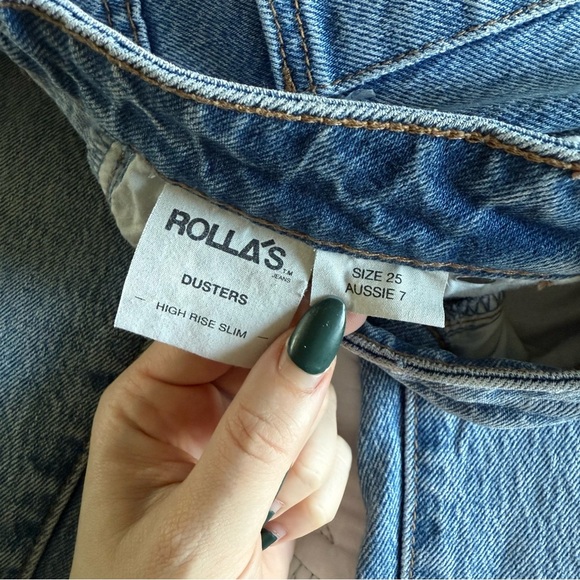 ROLLA'S T.M
JEANS
DUSTERS
— HIGH RISE SLIM —
SIZE 25
AUSSIE 7